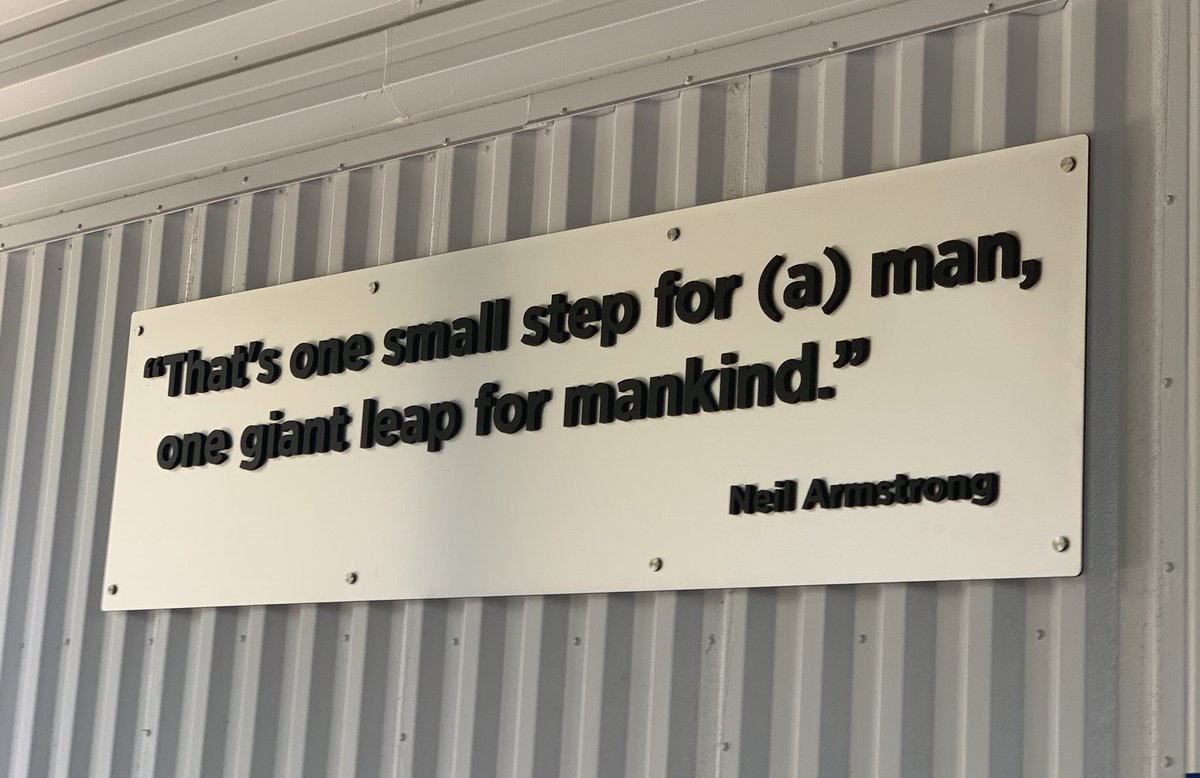 “That’s one small step for (a) man,
one giant leap for mankind.”
Neil Armstrong